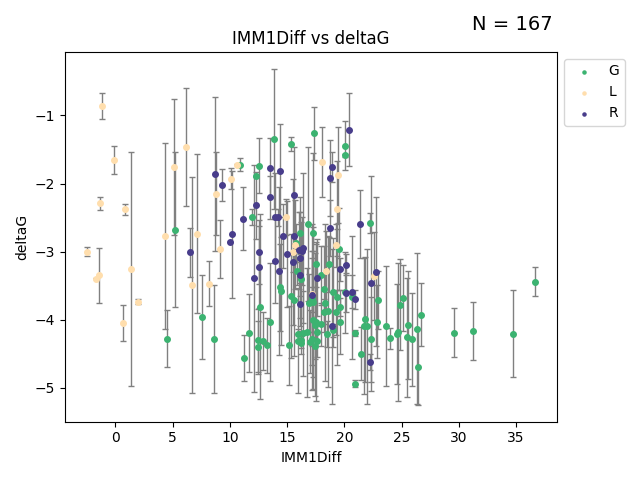 N = 167
IMM1Diff vs deltaG
G
L
R
deltaG
−1
−2
−3
−4
−5
0 5 10 15 20 25 30 35
IMM1Diff